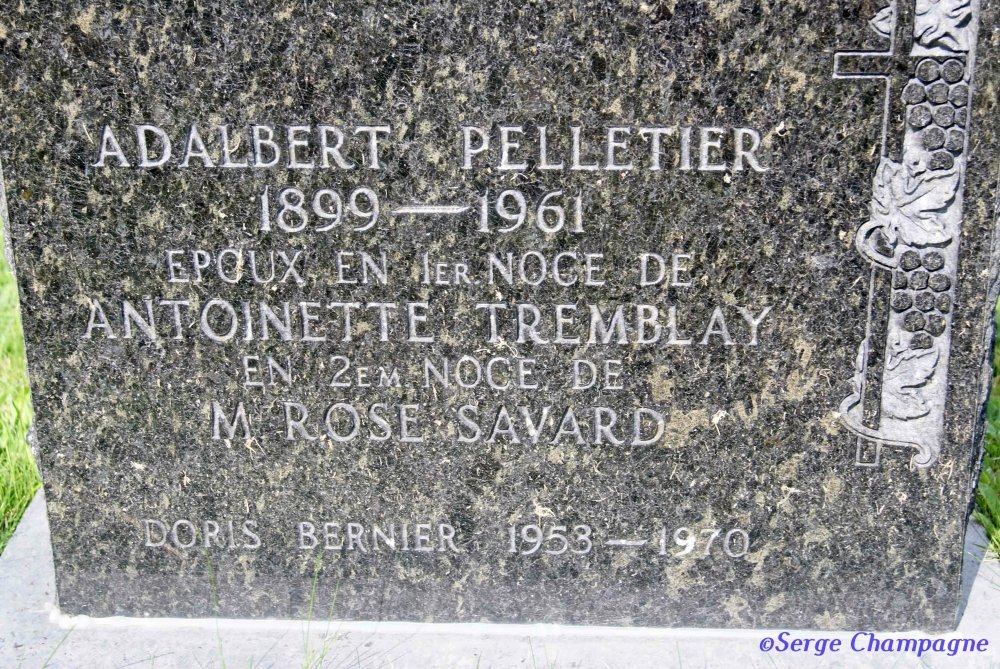 ADALBERT PELLETIER
1899 — 1961
EPOUX EN 1ER NOCE DE
ANTOINETTE TREMBLAY
EN 2EM NOCE DE
M ROSE SAVARD
DORIS BERNIER 1953 — 1970
©Serge Champagne